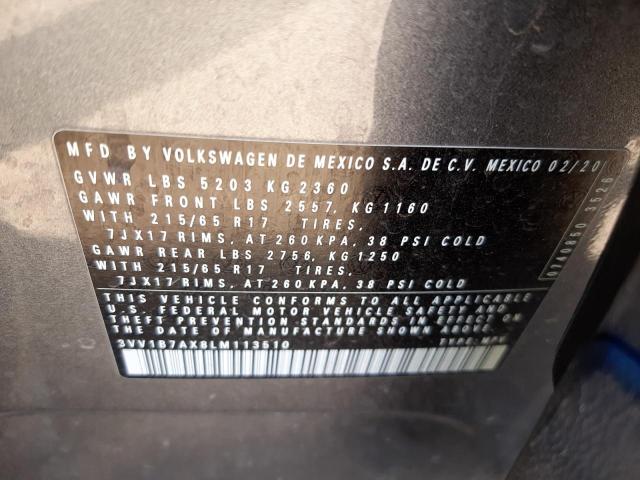 MFD BY VOLKSWAGEN DE MEXICO S.A. DE C.V. MEXICO 02/20
GVWR LBS 5203 KG 2360
GAWR FRONT LBS 2557, KG 1160
WITH 215/65 R17 TIRES,
7JX17 RIMS, AT 260 KPA, 38 PSI COLD
GAWR REAR LBS 2756, KG 1250
WITH 215/65 R17 TIRES,
7JX17 RIMS, AT 260 KPA, 38 PSI COLD
THIS VEHICLE CONFORMS TO ALL APPLICABLE
U.S. FEDERAL MOTOR VEHICLE SAFETY AND
THEFT PREVENTION STANDARDS IN EFFECT ON
THE DATE OF MANUFACTURE SHOWN ABOVE.
3VV1B7AX8LM113510
3526